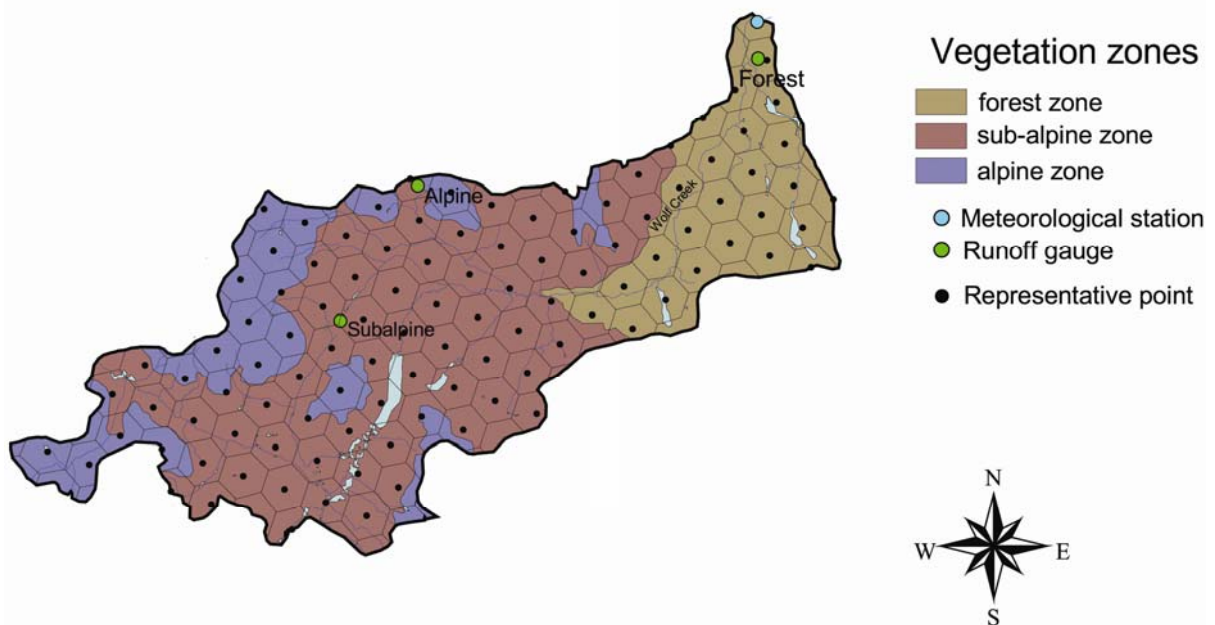 Vegetation zones
forest zone
sub-alpine zone
alpine zone
Meteorological station
Runoff gauge
Representative point
Forest
Alpine
Wolf Creek
Subalpine
N
W
E
S